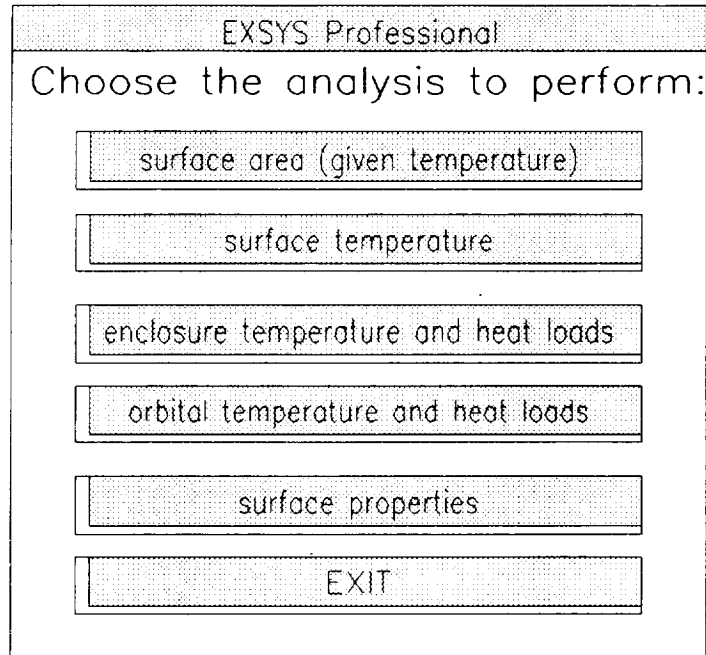 EXSYS Professional
Choose the analysis to perform:
surface area (given temperature)
surface temperature
enclosure temperature and heat loads
orbital temperature and heat loads
surface properties
EXIT